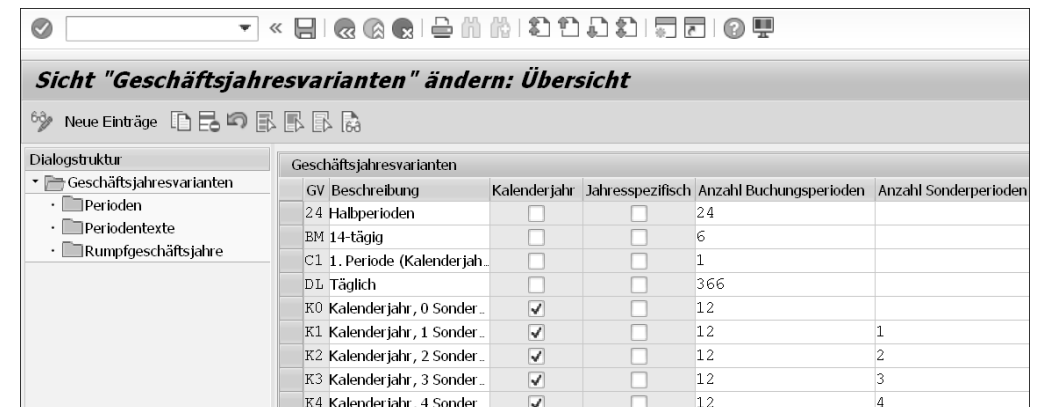 Sicht "Geschäftsjahresvarianten" ändern: Übersicht
Neue Einträge
Dialogstruktur
Geschäftsjahresvarianten
Perioden
Periodentexte
Rumpfgeschäftsjahre
Geschäftsjahresvarianten
GV Beschreibung Kalenderjahr Jahresspezifisch Anzahl Buchungsperioden Anzahl Sonderperioden
24 Halbperioden 24
BM 14-tägig 6
C1 1. Periode (Kalenderjah… 1
DL Täglich 366
K0 Kalenderjahr, 0 Sonder… 12
K1 Kalenderjahr, 1 Sonder… 12 1
K2 Kalenderjahr, 2 Sonder… 12 2
K3 Kalenderjahr, 3 Sonder… 12 3
K4 Kalenderjahr, 4 Sonder 12 4